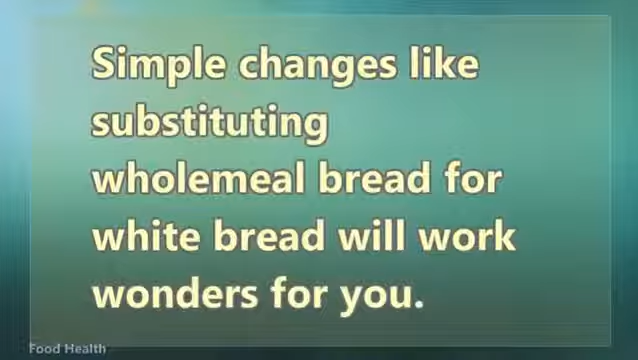 Simple changes like
substituting
wholemeal bread for
white bread will work
wonders for you.
Food Health